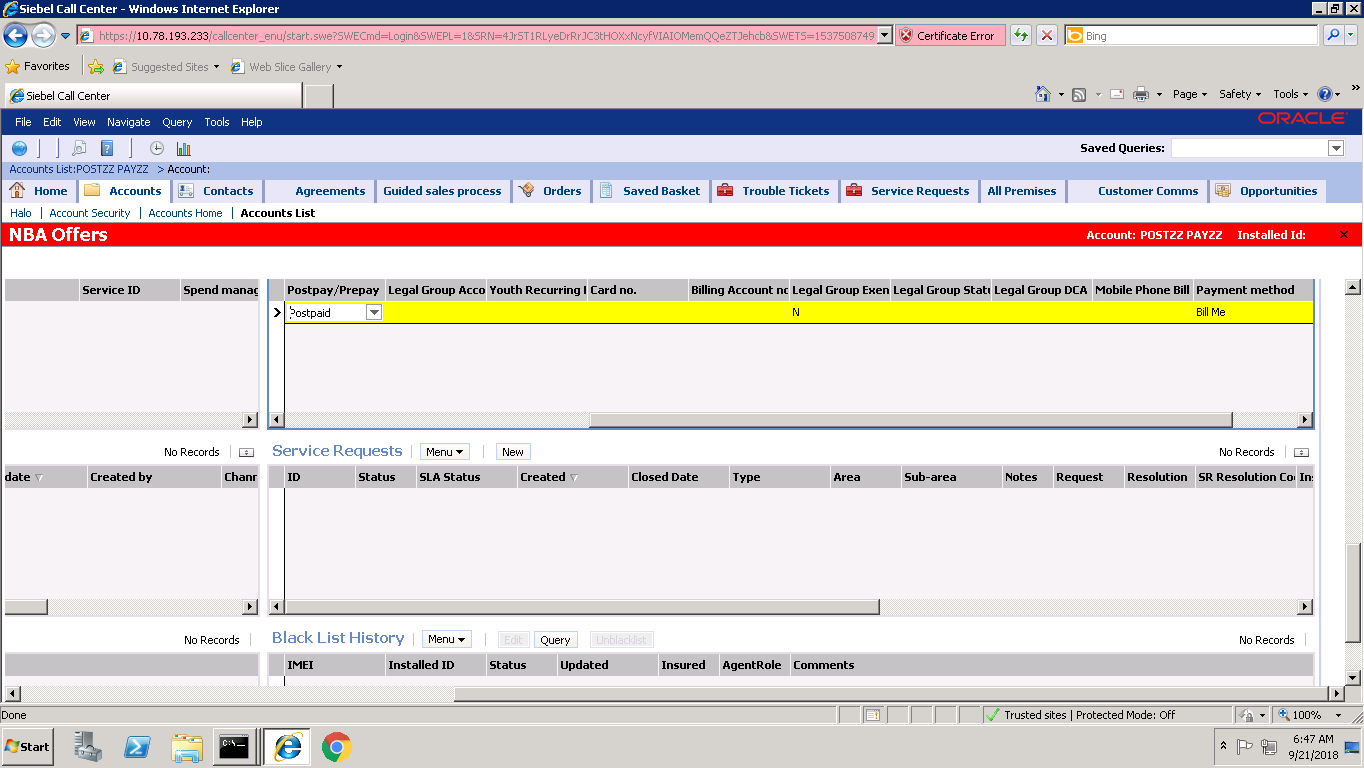 Siebel Call Center - Windows Internet Explorer
https://10.78.193.233/callcenter_enu/start.swe?SWECmd=Login&SWEPL=1&SRN=4JrST1RLyeDrRrJC3tHOXxNcyfVIAIOMemQQeZTJehcb&SWETS=1537508749
Certificate Error
Bing
Favorites
Suggested Sites
Web Slice Gallery
Siebel Call Center
Page
Safety
Tools
File Edit View Navigate Query Tools Help
ORACLE
Saved Queries:
Accounts List:POSTZZ PAYZZ > Account:
Home
Accounts
Contacts
Agreements
Guided sales process
Orders
Saved Basket
Trouble Tickets
Service Requests
All Premises
Customer Comms
Opportunities
Halo | Account Security | Accounts Home | Accounts List
NBA Offers
Account: POSTZZ PAYZZ Installed Id:
Service ID Spend manag
Postpay/Prepay Legal Group Acco Youth Recurring Card no. Billing Account no Legal Group Exen Legal Group Statu Legal Group DCA Mobile Phone Bill Payment method
Postpaid N Bill Me
No Records
Service Requests Menu New No Records
date Created by Chann
ID Status SLA Status Created Closed Date Type Area Sub-area Notes Request Resolution SR Resolution Co Ins
No Records
Black List History Menu Edit Query Unblacklist No Records
IMEI Installed ID Status Updated Insured AgentRole Comments
Done
Trusted sites | Protected Mode: Off
100%
Start
C:\
6:47 AM
9/21/2018